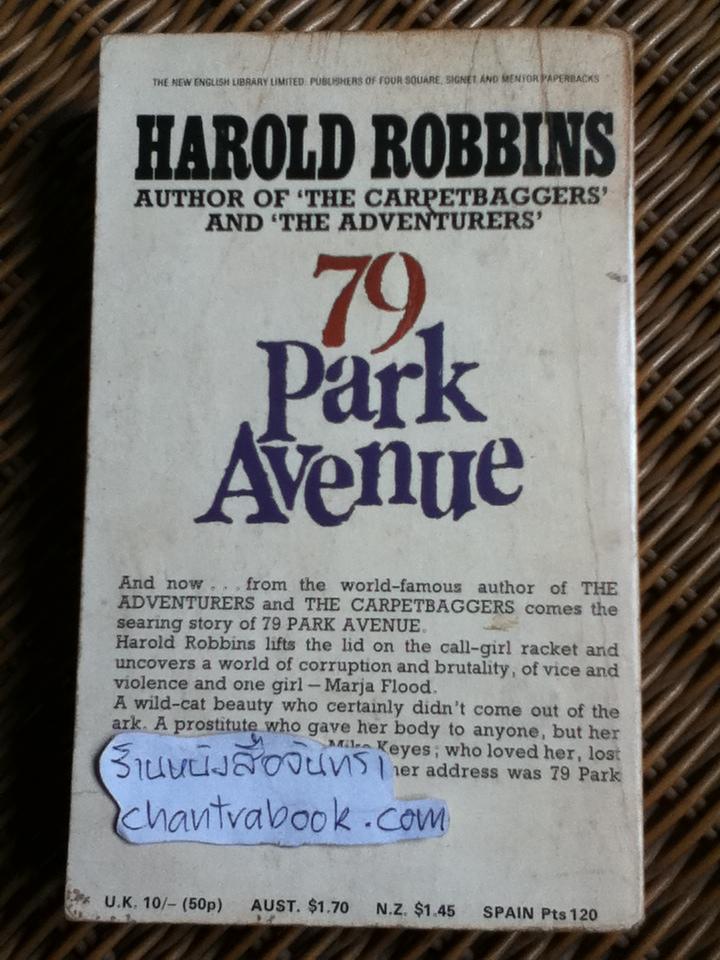 THE NEW ENGLISH LIBRARY LIMITED: PUBLISHERS OF FOUR SQUARE, SIGNET AND MENTOR PAPERBACKS
HAROLD ROBBINS
AUTHOR OF ‘THE CARPETBAGGERS’
AND ‘THE ADVENTURERS’
79
Park
Avenue
And now . . . from the world-famous author of THE
ADVENTURERS and THE CARPETBAGGERS comes the
searing story of 79 PARK AVENUE.
Harold Robbins lifts the lid on the call-girl racket and
uncovers a world of corruption and brutality, of vice and
violence and one girl – Marja Flood.
A wild-cat beauty who certainly didn’t come out of the
ark. A prostitute who gave her body to anyone, but her
Mike Keyes; who loved her, lost
her address was 79 Park
ร้านหนังสือจันทรา
chantrabook.com
U.K. 10/– (50p) AUST. $1.70 N.Z. $1.45 SPAIN Pts 120